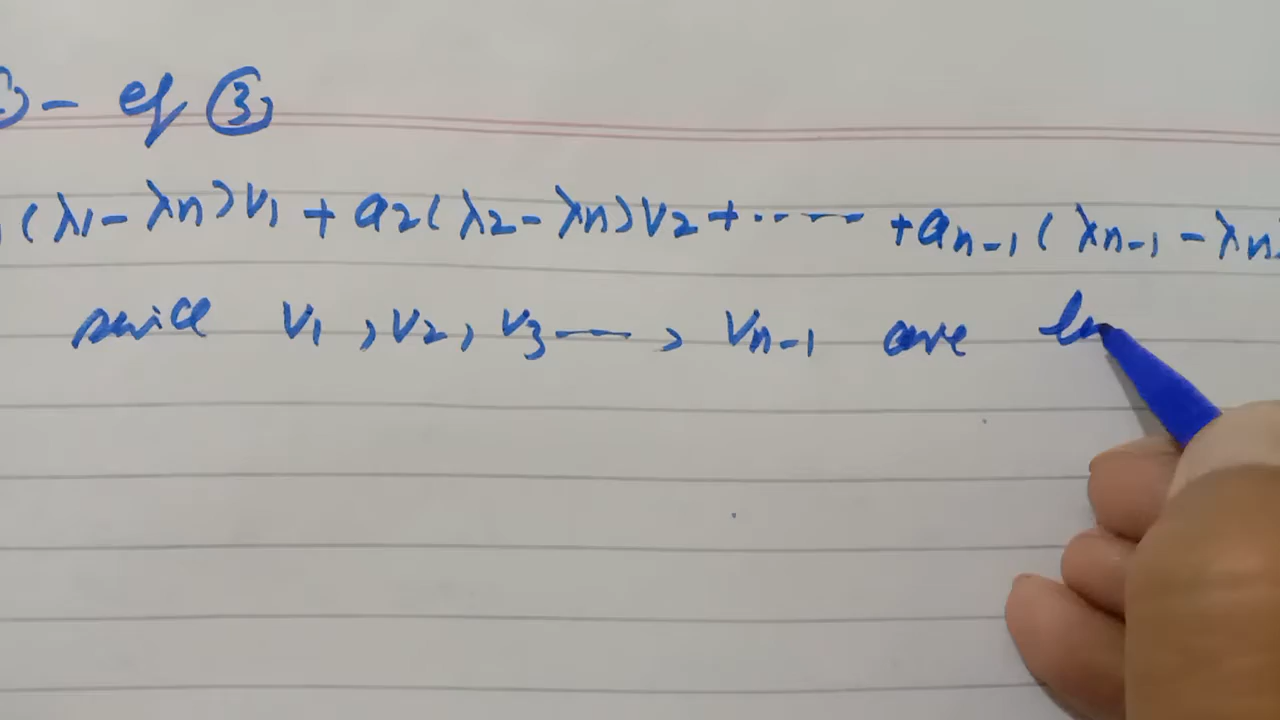 - eq ③
(λ1 - λn)v1 + a2(λ2 - λn)v2 + ...... + an-1 (λn-1 - λn
since v1, v2, v3 —, vn-1 are